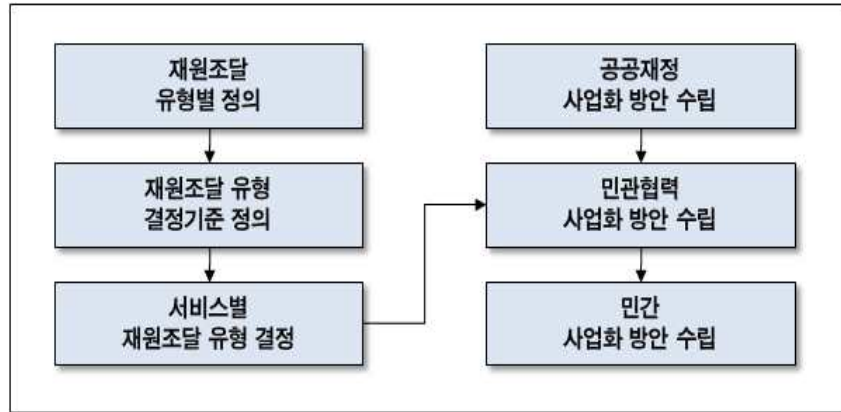 재원조달
유형별 정의
재원조달 유형
결정기준 정의
서비스별
재원조달 유형 결정
공공재정
사업화 방안 수립
민관협력
사업화 방안 수립
민간
사업화 방안 수립